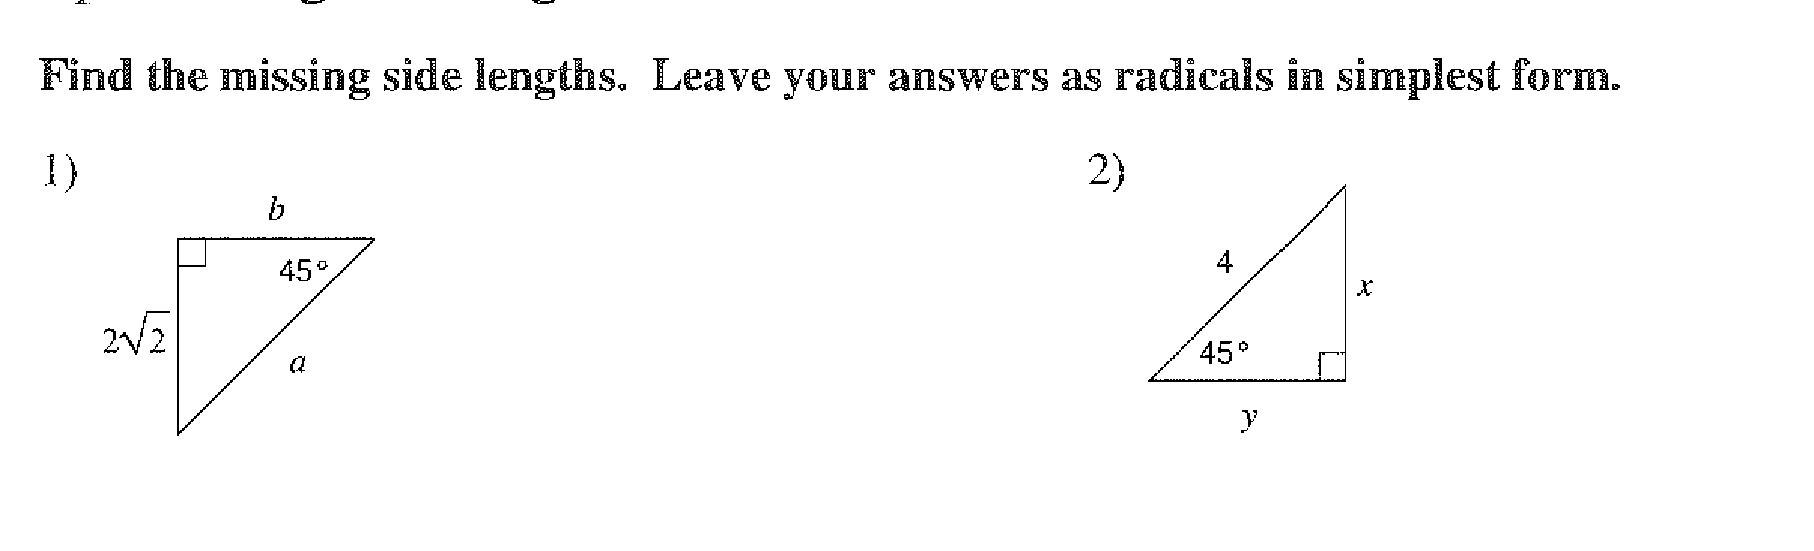 Find the missing side lengths. Leave your answers as radicals in simplest form.
1)
b
45°
2√2
a
2)
4
x
45°
y